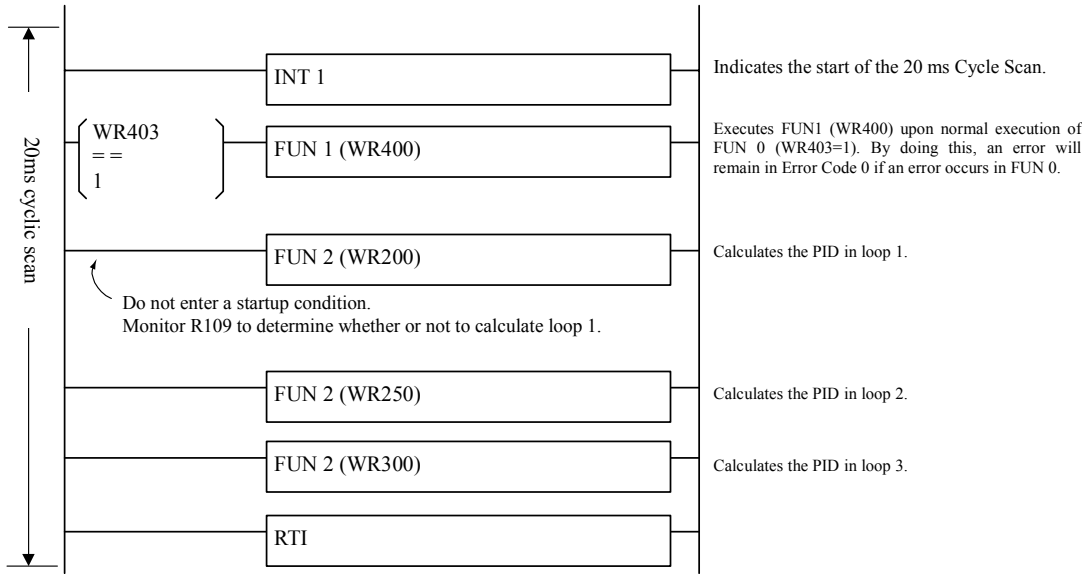 20ms cyclic scan
INT 1
Indicates the start of the 20 ms Cycle Scan.
WR403
= =
1
FUN 1 (WR400)
Executes FUN1 (WR400) upon normal execution of
FUN 0 (WR403=1). By doing this, an error will
remain in Error Code 0 if an error occurs in FUN 0.
FUN 2 (WR200)
Calculates the PID in loop 1.
Do not enter a startup condition.
Monitor R109 to determine whether or not to calculate loop 1.
FUN 2 (WR250)
Calculates the PID in loop 2.
FUN 2 (WR300)
Calculates the PID in loop 3.
RTI